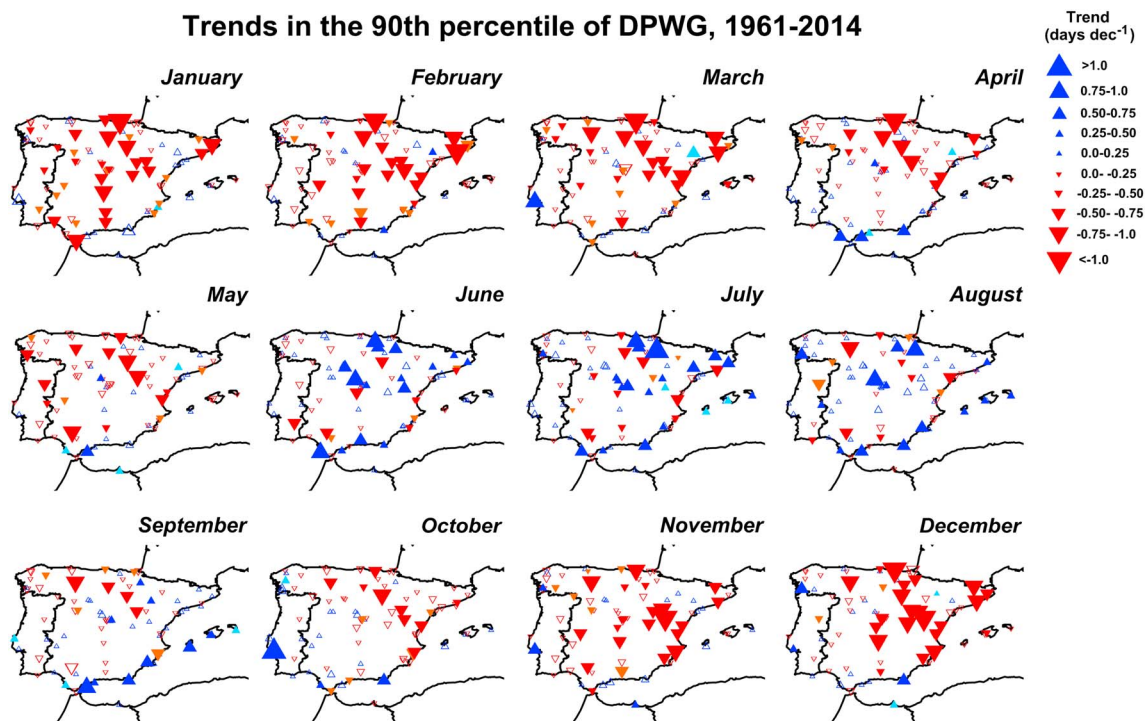 Trends in the 90th percentile of DPWG, 1961-2014
Trend
(days dec-1)
>1.0
0.75-1.0
0.50-0.75
0.25-0.50
0.0-0.25
0.0- -0.25
-0.25- -0.50
-0.50- -0.75
-0.75- -1.0
<-1.0
January
February
March
April
May
June
July
August
September
October
November
December